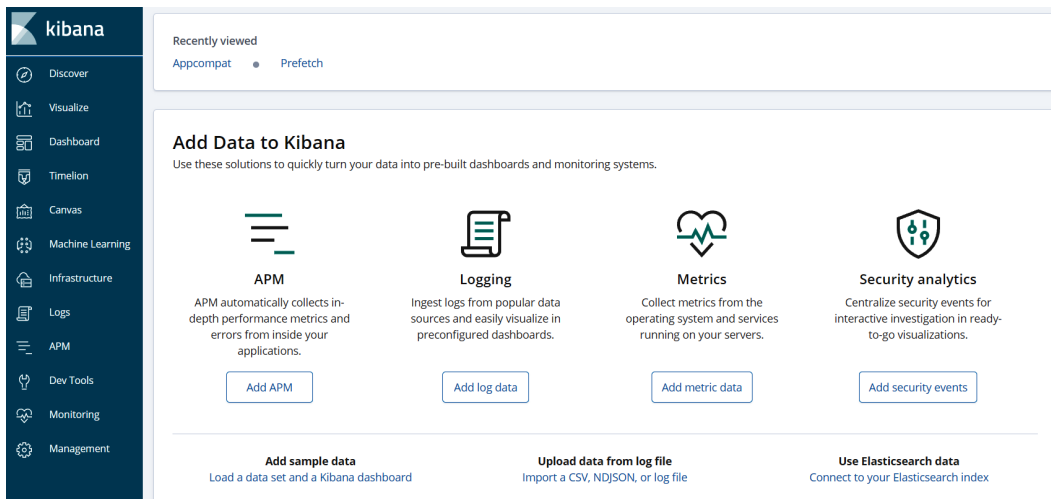 kibana
Discover
Visualize
Dashboard
Timelion
Canvas
Machine Learning
Infrastructure
Logs
APM
Dev Tools
Monitoring
Management
Recently viewed
Appcompat
Prefetch
Add Data to Kibana
Use these solutions to quickly turn your data into pre-built dashboards and monitoring systems.
APM
APM automatically collects in-
depth performance metrics and
errors from inside your
applications.
Add APM
Logging
Ingest logs from popular data
sources and easily visualize in
preconfigured dashboards.
Add log data
Metrics
Collect metrics from the
operating system and services
running on your servers.
Add metric data
Security analytics
Centralize security events for
interactive investigation in ready-
to-go visualizations.
Add security events
Add sample data
Load a data set and a Kibana dashboard
Upload data from log file
Import a CSV, NDJSON, or log file
Use Elasticsearch data
Connect to your Elasticsearch index